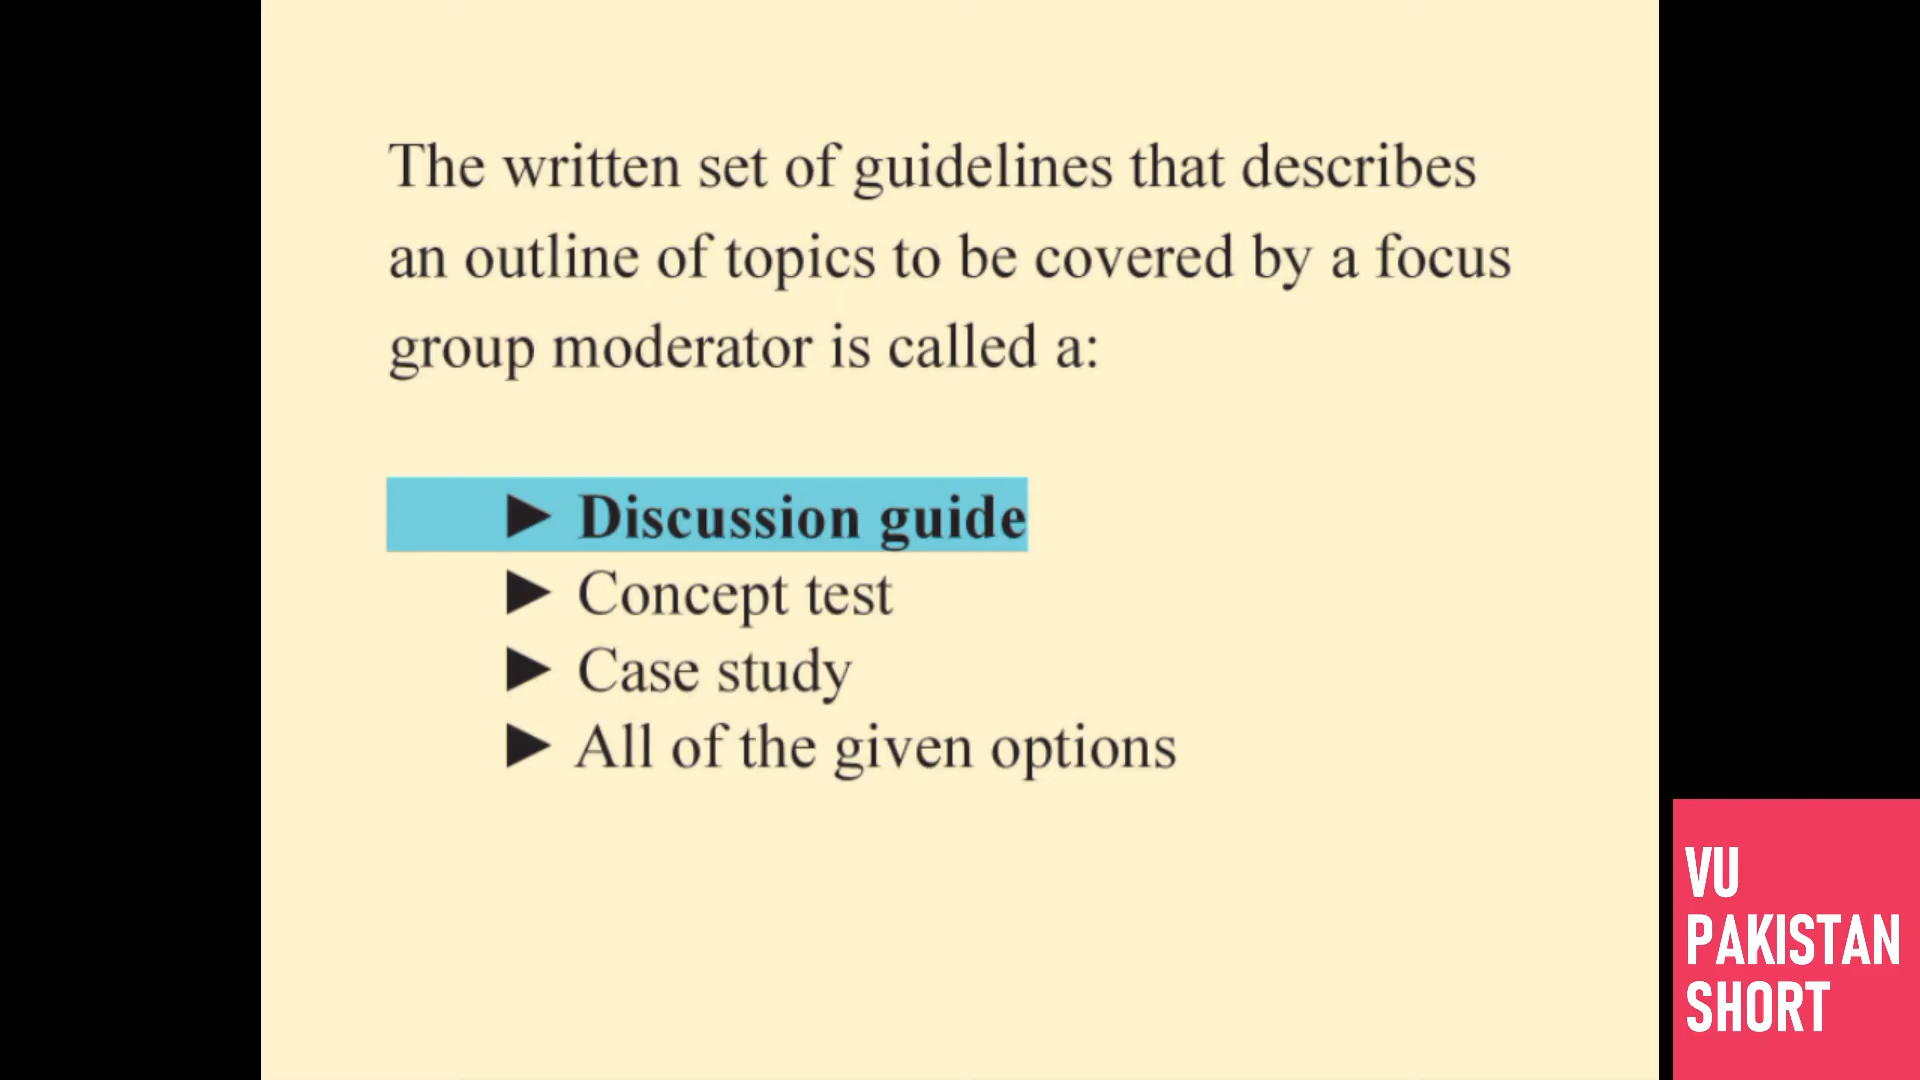 The written set of guidelines that describes
an outline of topics to be covered by a focus
group moderator is called a:
► Discussion guide
► Concept test
► Case study
► All of the given options
VU
PAKISTAN
SHORT